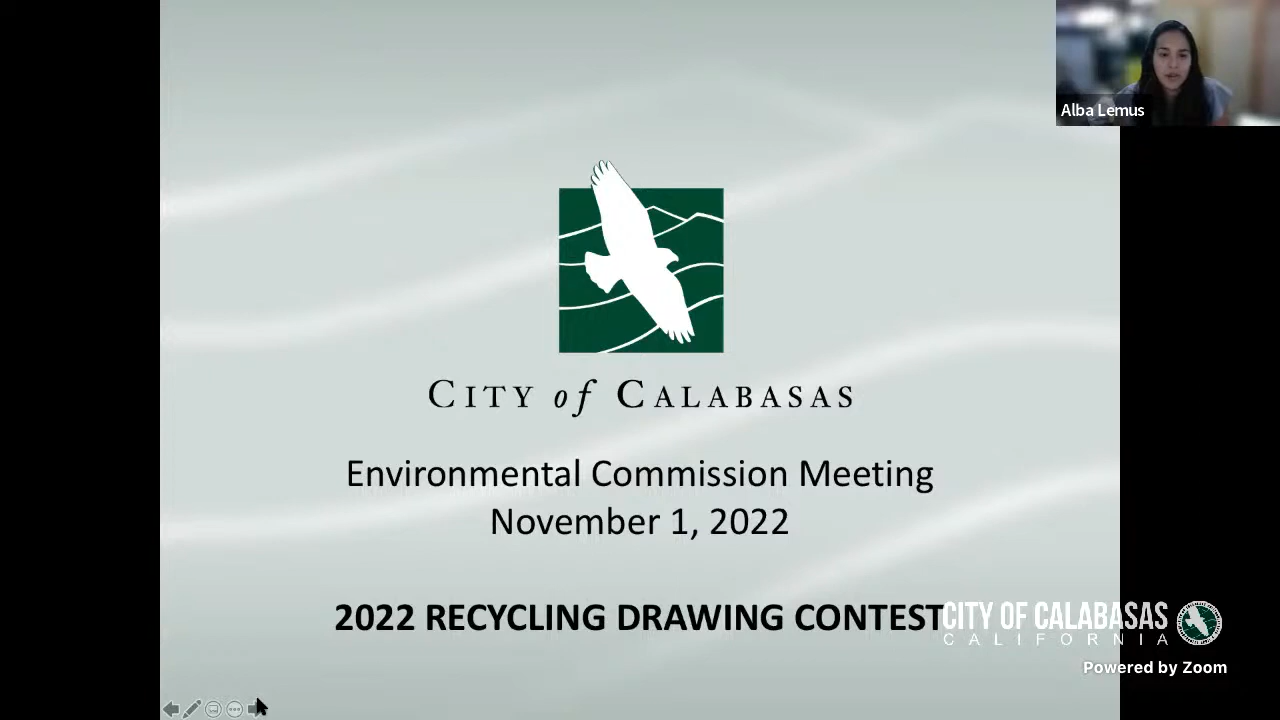 Alba Lemus
CITY of CALABASAS
Environmental Commission Meeting
November 1, 2022
2022 RECYCLING DRAWING CONTEST
CITY OF CALABASAS
CALIFORNIA
Powered by Zoom